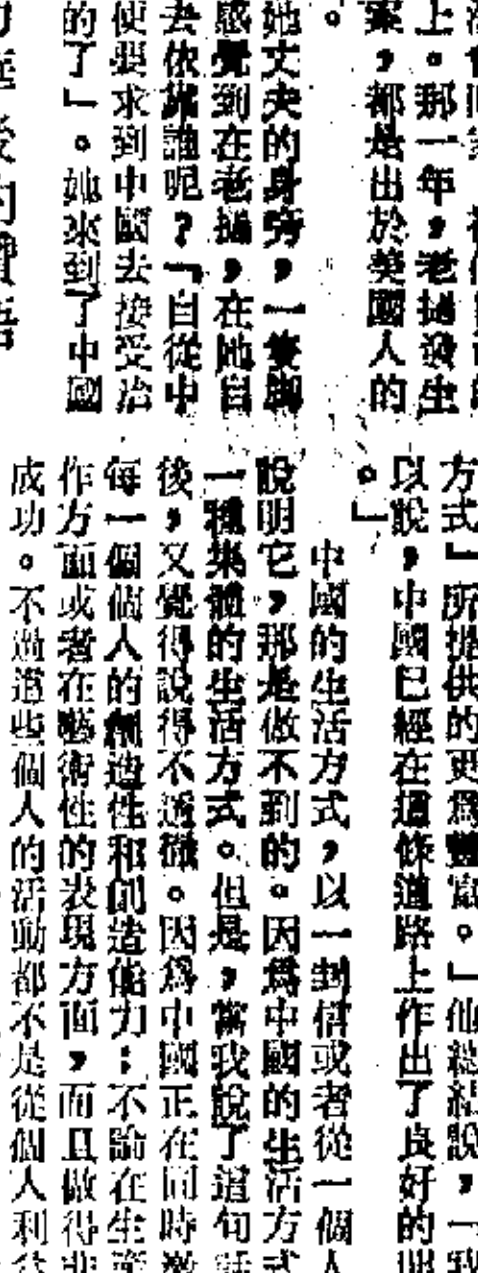 上。那一年,老撾發生
案,都是出於美國人的
。
她丈夫的身旁,一隻脚
感覺到在老撾,在她自
去依靠誰呢?「自從中
便要求到中國去接受治
的了」。她來到了中國
方式」所提供的更爲豐富。」他總結說,
以說,中國已經在這條道路上作出了良好的開
。」
中國的生活方式,以一封信或者從一個人
說明它,那是做不到的。因爲中國的生活方式
一種集體的生活方式。但是,當我說了這句話
後,又覺得說得不透徹。因爲中國正在同時激
每一個個人的創造性和創造能力;不論在生產
作方面或者在藝術性的表現方面,而且做得非
成功。不過這些個人的活動都不是從個人利益